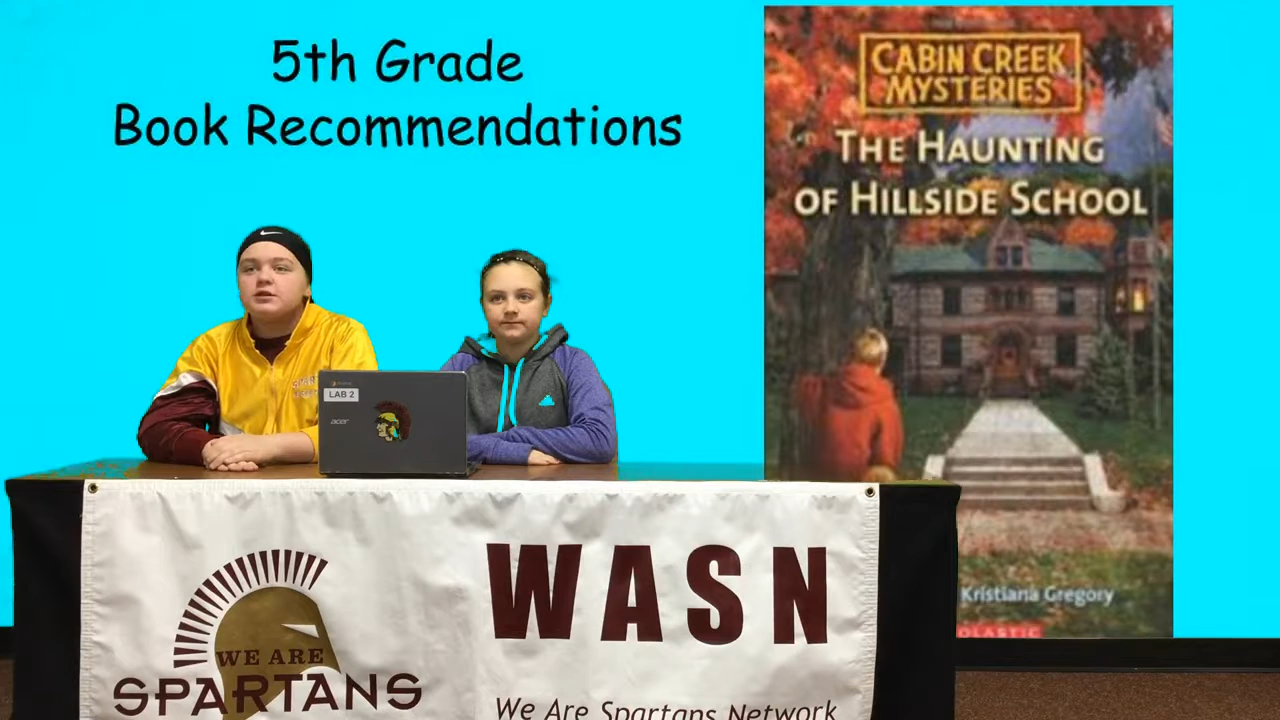 5th Grade
Book Recommendations
CABIN CREEK
MYSTERIES
THE HAUNTING
OF HILLSIDE SCHOOL
Kristiana Gregory
LAB 2
acer
WE ARE
SPARTANS
WASN
We Are Spartans Network